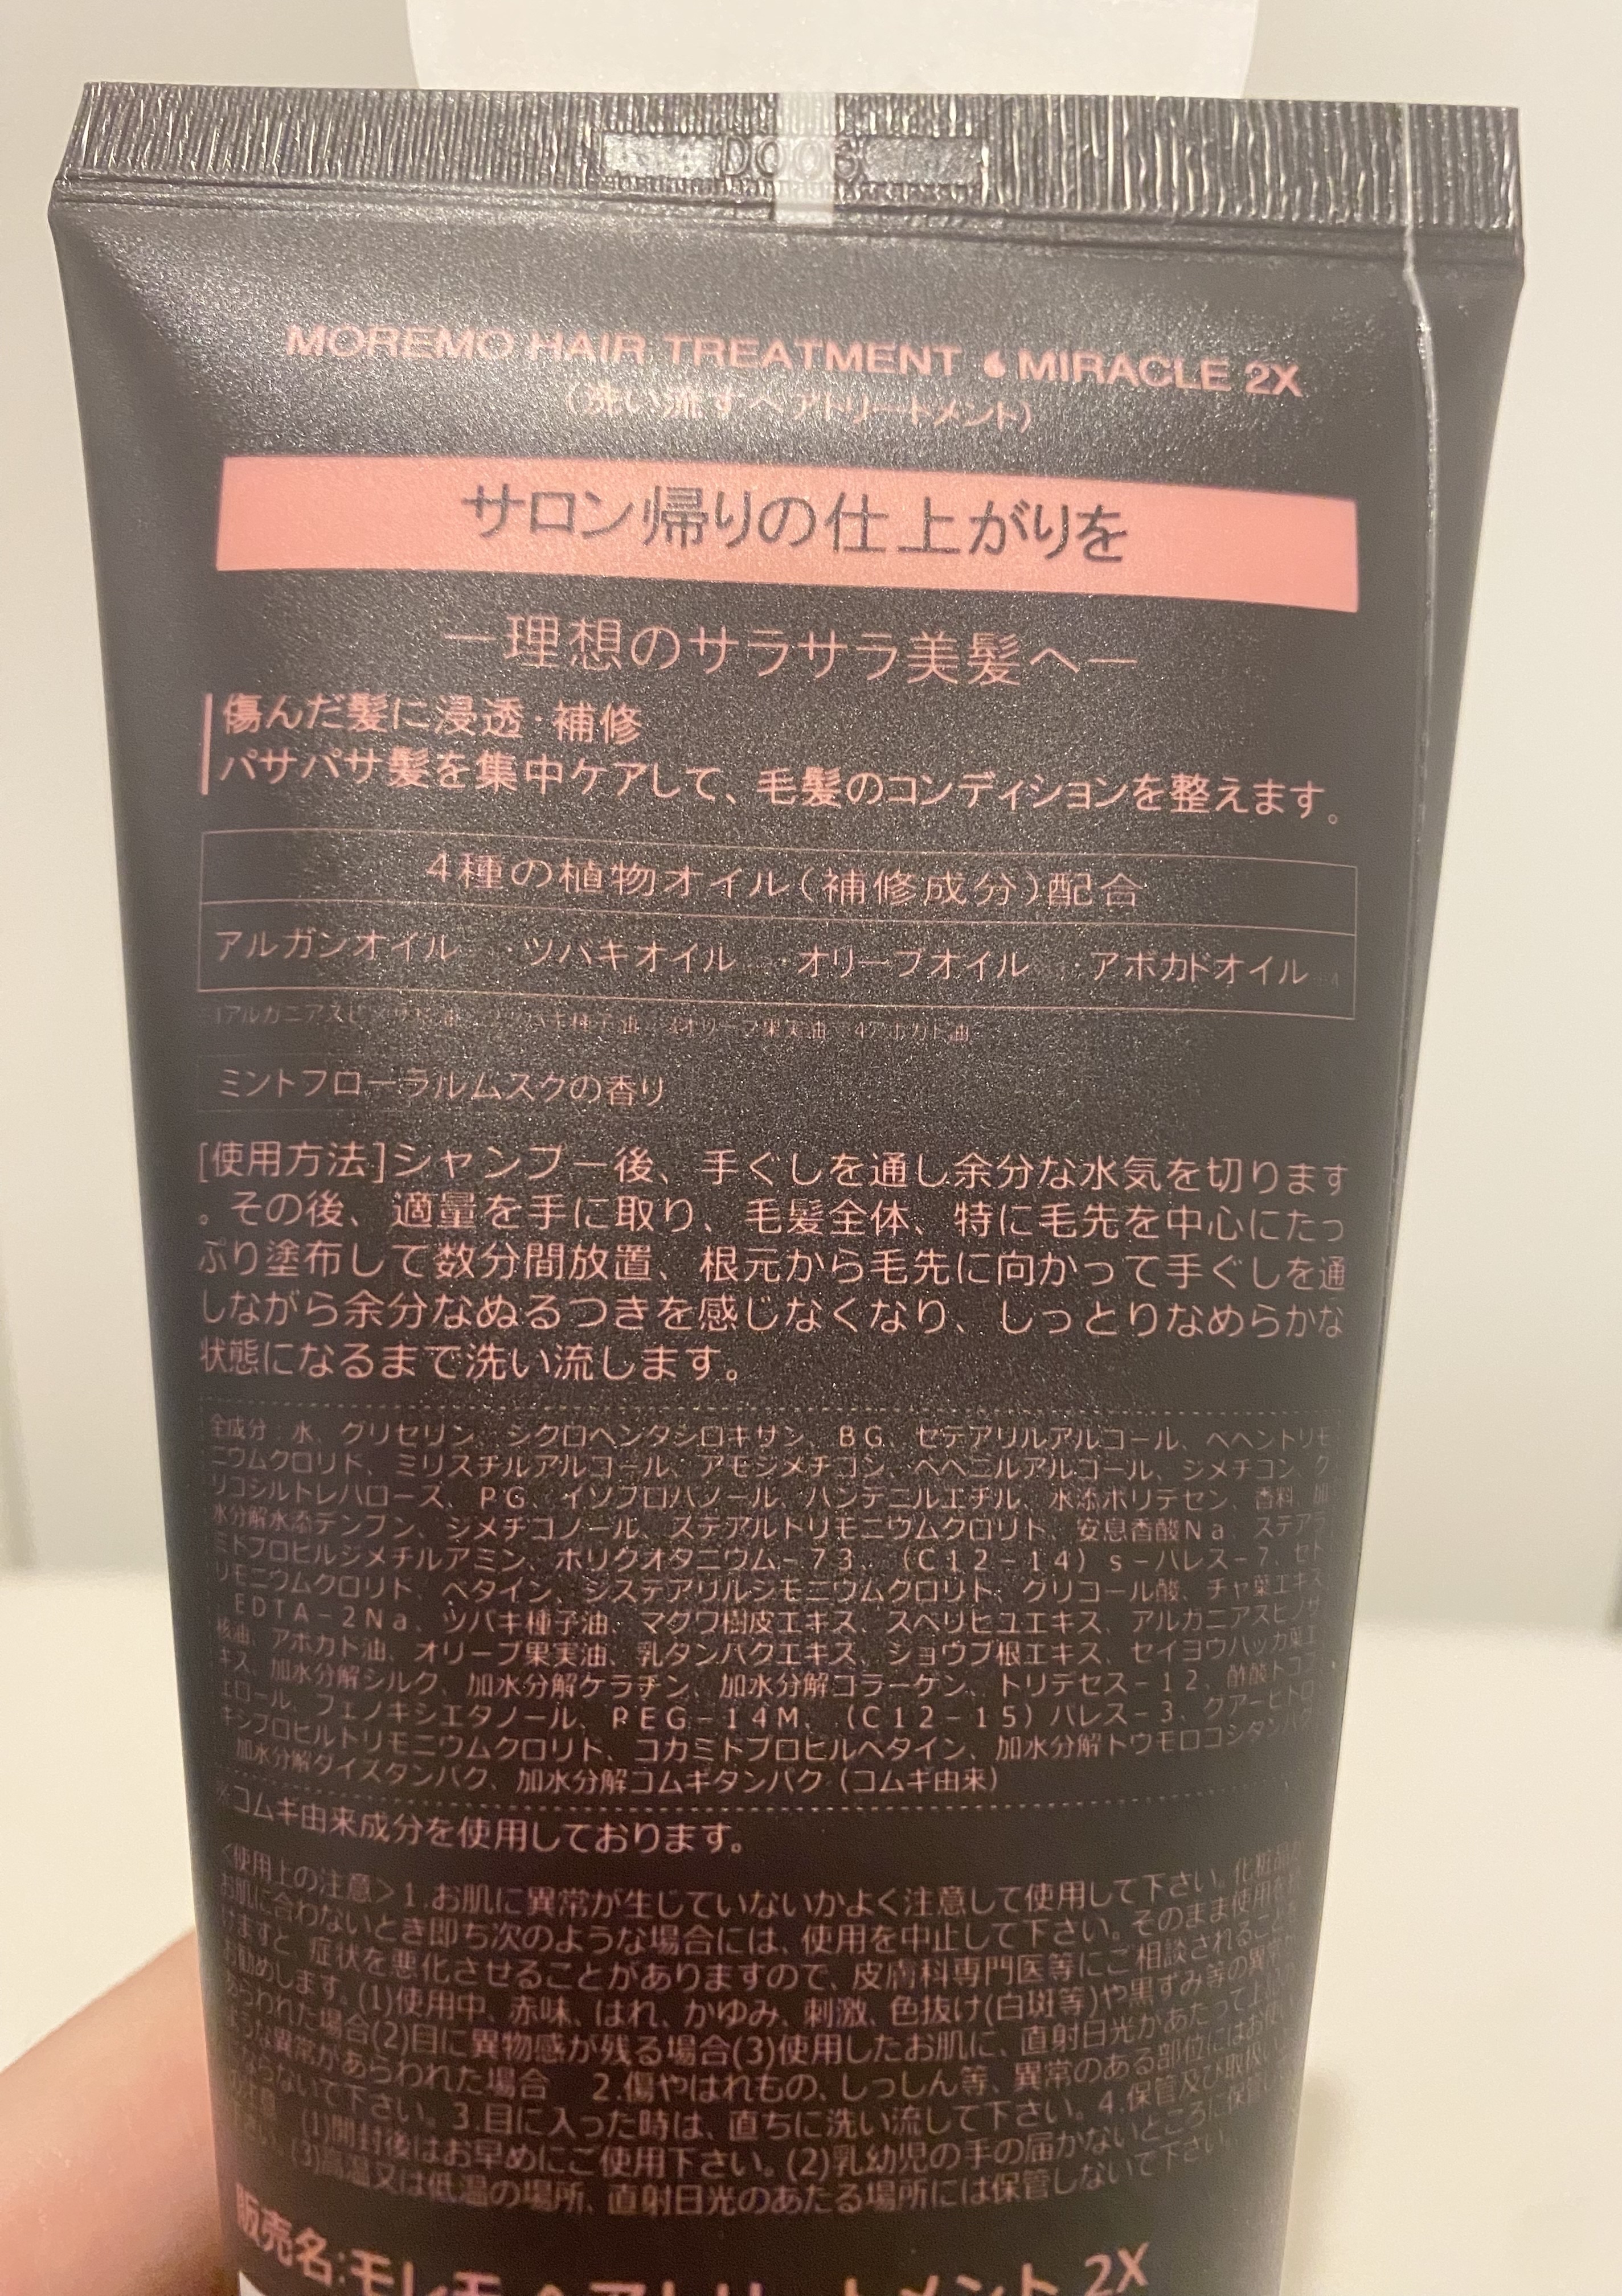 MOREMO HAIR TREATMENT MIRACLE 2X
(洗い流すヘアトリートメント)
サロン帰りの仕上がりを
―理想のサラサラ美髪へ―
傷んだ髪に浸透・補修
パサパサ髪を集中ケアして、毛髪のコンディションを整えます。
4種の植物オイル(補修成分)配合
アルガンオイル ツバキオイル オリーブオイル アボカドオイル
ミントフローラルムスクの香り
[使用方法]シャンプー後、手ぐしを通し余分な水気を切ります
。その後、適量を手に取り、毛髪全体、特に毛先を中心にたっ
ぷり塗布して数分間放置、根元から毛先に向かって手ぐしを通
しながら余分なぬるつきを感じなくなり、しっとりなめらかな
状態になるまで洗い流します。
全成分：水、グリセリン、シクロペンタシロキサン、BG、セテアリルアルコール、ベヘントリモ
ニウムクロリド、ミリスチルアルコール、アモジメチコン、ベヘニルアルコール、ジメチコン、グ
リコシルトレハロース、PG、イソプロパノール、パンテニルエチル、水添ポリデセン、香料、加
水分解水添デンプン、ジメチコノール、ステアルトリモニウムクロリド、安息香酸Na、ステアラ
ミドプロピルジメチルアミン、ポリクオタニウム－73、(C12－14)s－パレス－7、セト
リモニウムクロリド、ベタイン、ジステアリルジモニウムクロリド、グリコール酸、チャ葉エキス
、EDTA－2Na、ツバキ種子油、マグワ樹皮エキス、スベリヒユエキス、アルガニアスピノサ
核油、アボカド油、オリーブ果実油、乳タンパクエキス、ショウブ根エキス、セイヨウハッカ葉エ
キス、加水分解シルク、加水分解ケラチン、加水分解コラーゲン、トリデセス－12、酢酸トコフ
ェロール、フェノキシエタノール、PEG－14M、(C12－15)パレス－3、グアーヒドロ
キシプロピルトリモニウムクロリド、コカミドプロピルベタイン、加水分解トウモロコシタンパク
、加水分解ダイズタンパク、加水分解コムギタンパク(コムギ由来)
※コムギ由来成分を使用しております。
<使用上の注意>1.お肌に異常が生じていないかよく注意して使用して下さい。化粧品が
お肌に合わないとき即ち次のような場合には、使用を中止して下さい。そのまま使用を続
けますと 症状を悪化させることがありますので、皮膚科専門医等にご相談されることを
お勧めします。(1)使用中、赤味、はれ、かゆみ、刺激、色抜け(白斑等)や黒ずみ等の異常が
あらわれた場合(2)目に異物感が残る場合(3)使用したお肌に、直射日光があたって上記の
ような異常があらわれた場合 2.傷やはれもの、しっしん等、異常のある部位にはお使い
にならないで下さい。3.目に入った時は、直ちに洗い流して下さい。4.保管及び取扱い
(1)開封後はお早めにご使用下さい。(2)乳幼児の手の届かないところに保管し
(3)高温又は低温の場所、直射日光のあたる場所には保管しないで下さい。
販売名:モレモ ヘアトリートメント 2X